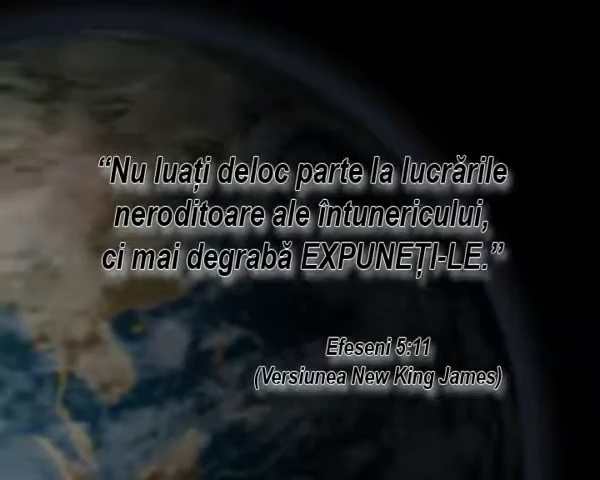 “Nu luați deloc parte la lucrările
neroditoare ale întunericului,
ci mai degrabă EXPUNEȚI-LE.”
Efeseni 5:11
(Versiunea New King James)